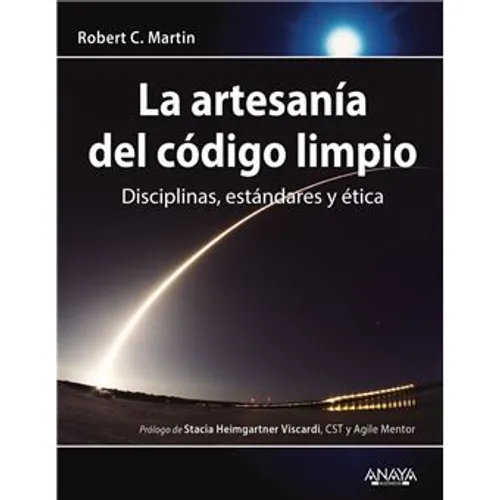 Robert C. Martin
La artesanía
del código limpio
Disciplinas, estándares y ética
Prólogo de Stacia Heimgartner Viscardi, CST y Agile Mentor
ANAYA
MULTIMEDIA